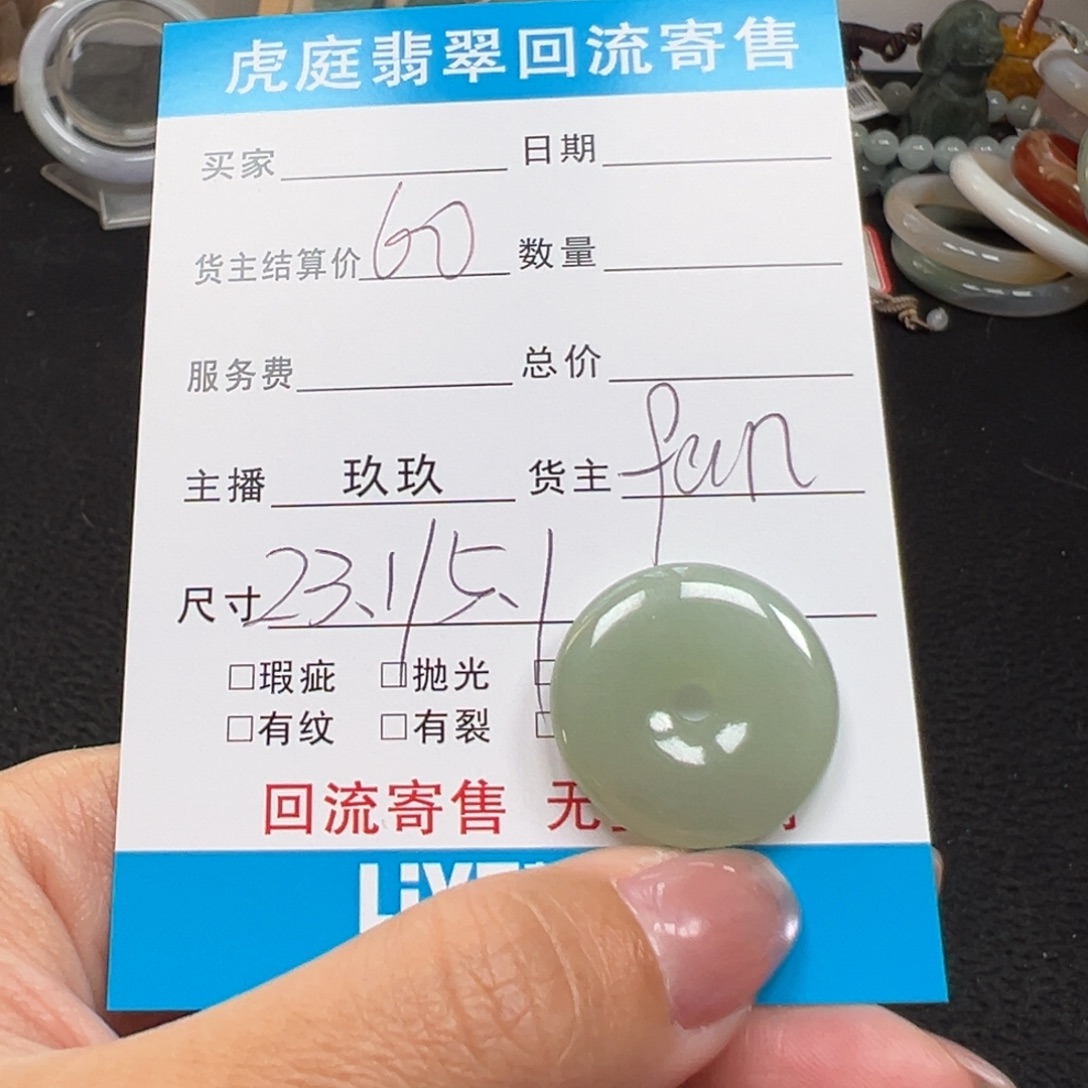 虎庭翡翠回流寄售
买家 日期
货主结算价 60 数量
服务费 总价
主播 玖玖 货主 fan
尺寸 23.1/5.1
□瑕疵 □抛光 □
□有纹 □有裂 □
回流寄售 无
LiVE